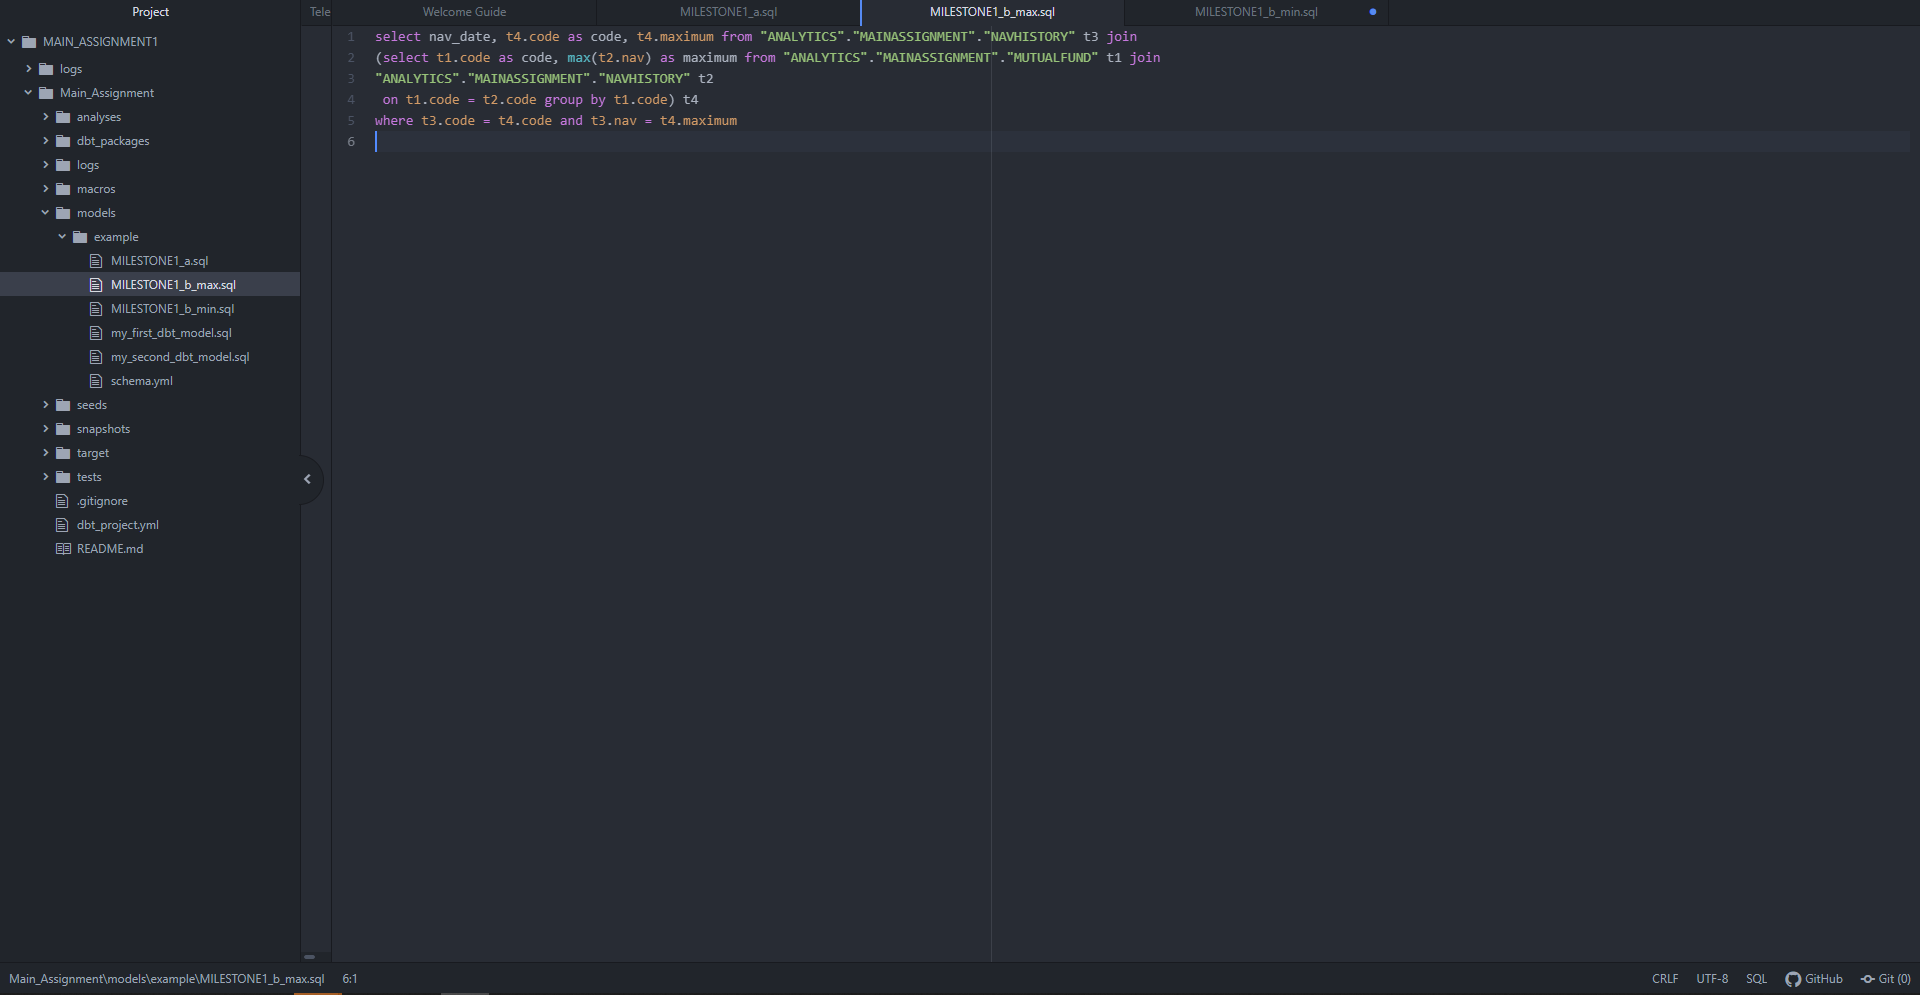 Project
MAIN_ASSIGNMENT1
logs
Main_Assignment
analyses
dbt_packages
logs
macros
models
example
MILESTONE1_a.sql
MILESTONE1_b_max.sql
MILESTONE1_b_min.sql
my_first_dbt_model.sql
my_second_dbt_model.sql
schema.yml
seeds
snapshots
target
tests
.gitignore
dbt_project.yml
README.md
Tele Welcome Guide MILESTONE1_a.sql MILESTONE1_b_max.sql MILESTONE1_b_min.sql
1 select nav_date, t4.code as code, t4.maximum from "ANALYTICS"."MAINASSIGNMENT"."NAVHISTORY" t3 join
2 (select t1.code as code, max(t2.nav) as maximum from "ANALYTICS"."MAINASSIGNMENT"."MUTUALFUND" t1 join
3 "ANALYTICS"."MAINASSIGNMENT"."NAVHISTORY" t2
4 on t1.code = t2.code group by t1.code) t4
5 where t3.code = t4.code and t3.nav = t4.maximum
6
Main_Assignment\models\example\MILESTONE1_b_max.sql 6:1 CRLF UTF-8 SQL GitHub Git (0)